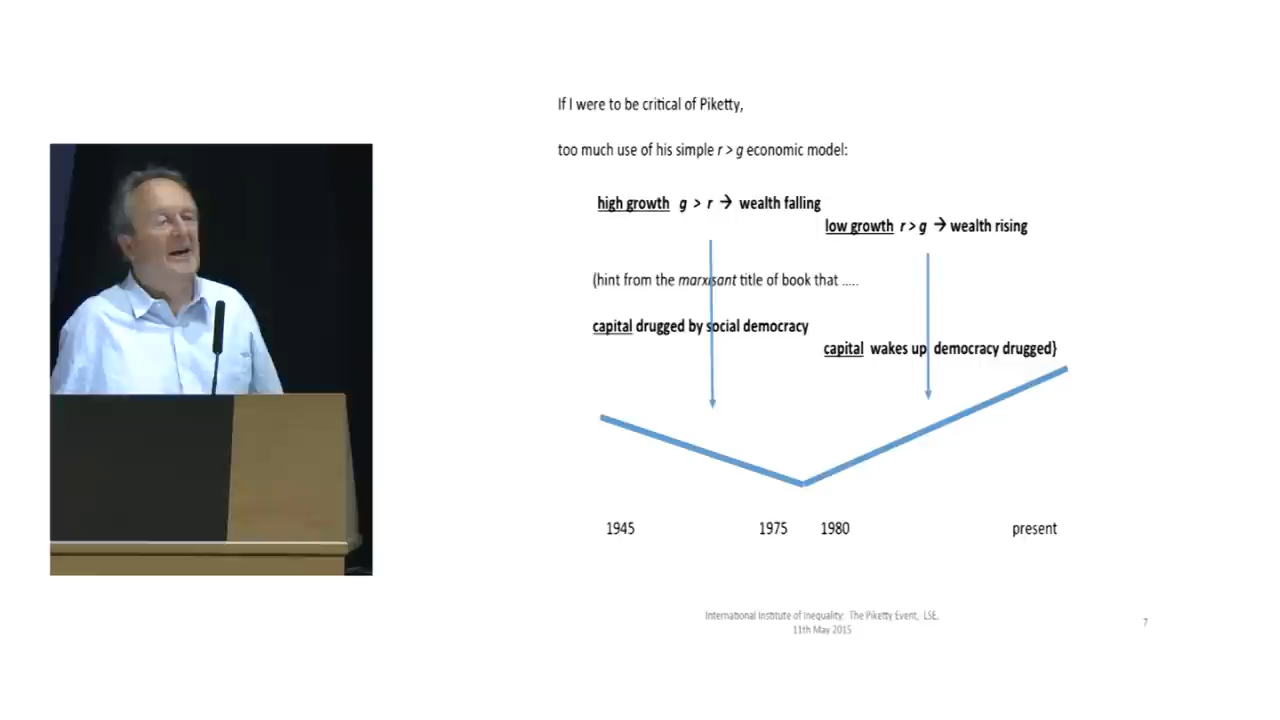 If I were to be critical of Piketty,
too much use of his simple r > g economic model:
high growth g > r → wealth falling
low growth r > g → wealth rising
(hint from the marxisant title of book that .....
capital drugged by social democracy
capital wakes up democracy drugged}
1945 1975 1980 present
International Institute of Inequality: The Piketty Event, LSE,
11th May 2015
7